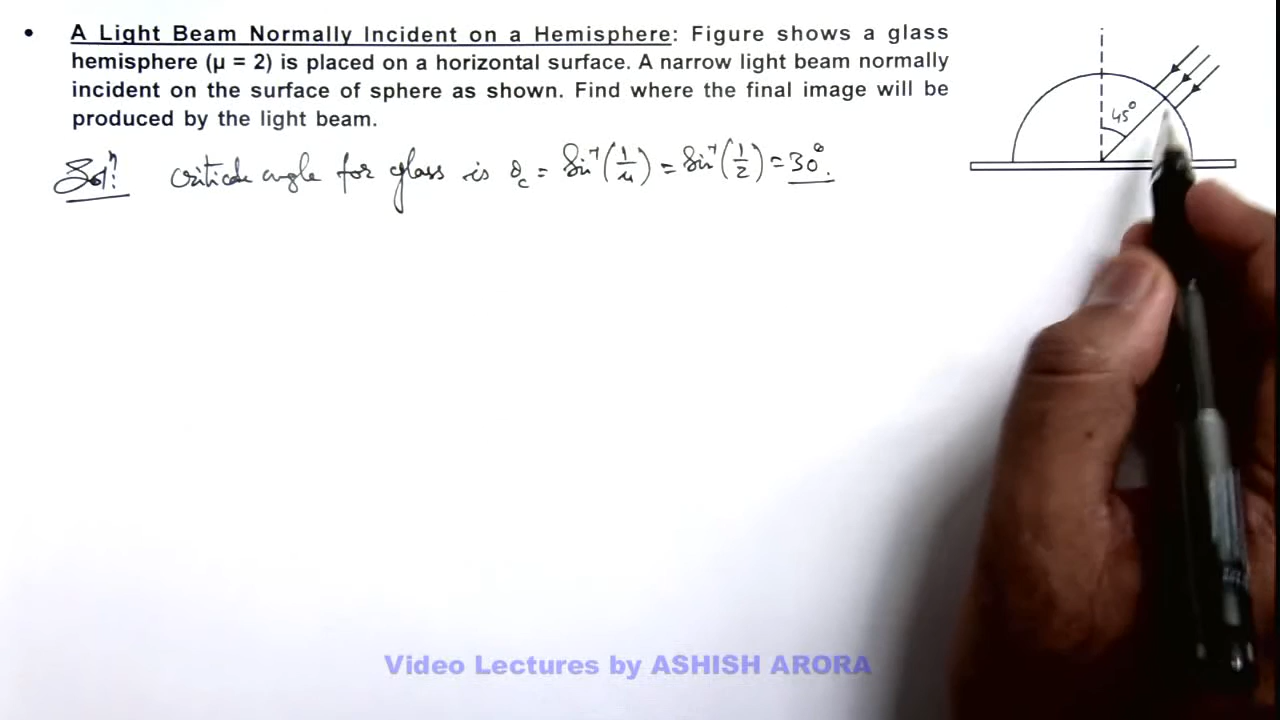 • A Light Beam Normally Incident on a Hemisphere: Figure shows a glass
hemisphere (μ = 2) is placed on a horizontal surface. A narrow light beam normally
incident on the surface of sphere as shown. Find where the final image will be
produced by the light beam.
45°
Solⁿ: critical angle for glass is θc = Sin⁻¹(1/μ) = Sin⁻¹(1/2) = 30°.
Video Lectures by ASHISH ARORA